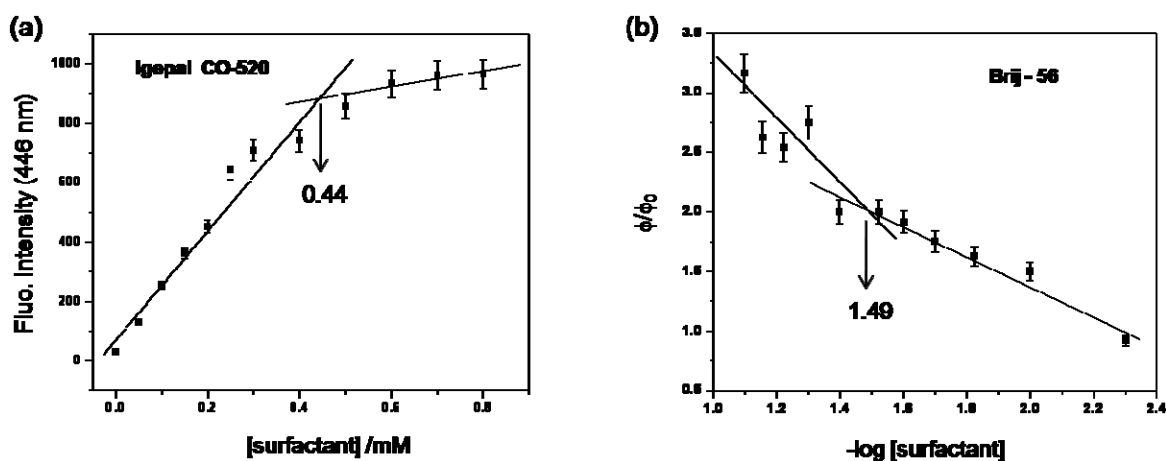 (a)
Igepal CO-520
1000
800
600
400
200
0
0.44
0.0 0.2 0.4 0.6 0.8
Fluo. Intensity (446 nm)
[surfactant] /mM
(b)
Brij - 56
3.5
3.0
2.5
2.0
1.5
1.0
0.5
1.49
1.0 1.2 1.4 1.6 1.8 2.0 2.2 2.4
ϕ/ϕ₀
-log [surfactant]